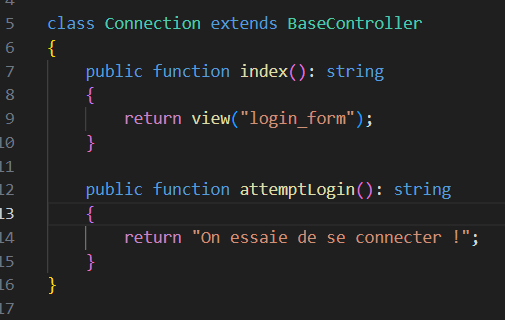 4
5 class Connection extends BaseController
6 {
7 public function index(): string
8 {
9 return view("login_form");
10 }
11
12 public function attemptLogin(): string
13 {
14 return "On essaie de se connecter !";
15 }
16 }
17